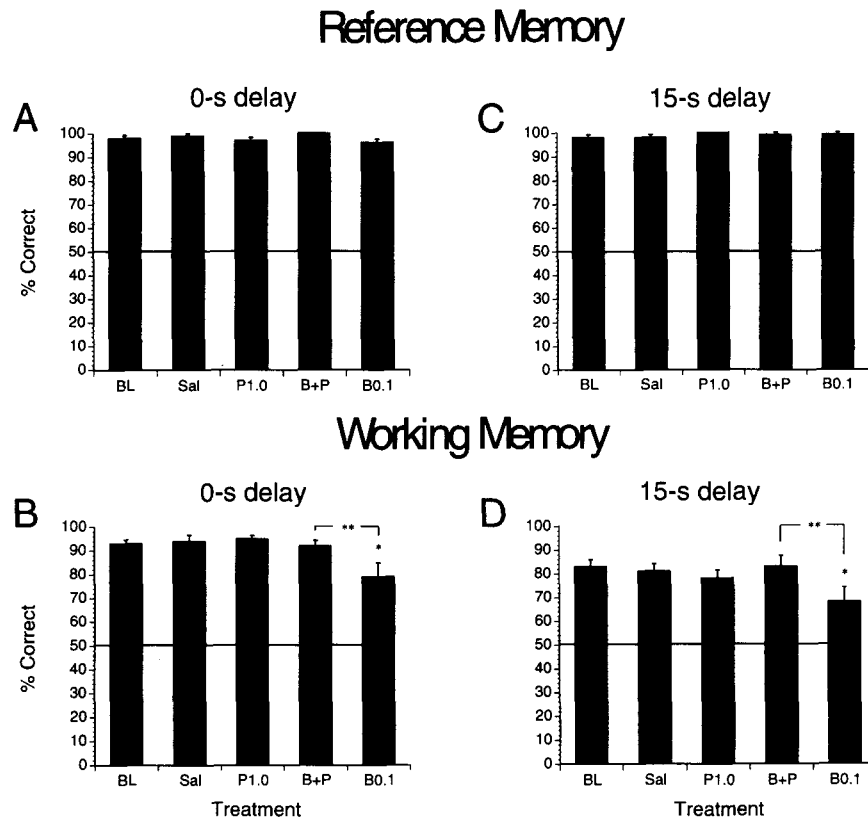 Reference Memory
A
0-s delay
% Correct
100
90
80
70
60
50
40
30
20
10
0
BL Sal P1.0 B+P B0.1
C
15-s delay
100
90
80
70
60
50
40
30
20
10
0
BL Sal P1.0 B+P B0.1
Working Memory
B
0-s delay
% Correct
100
90
80
70
60
50
40
30
20
10
0
**
*
BL Sal P1.0 B+P B0.1
Treatment
D
15-s delay
100
90
80
70
60
50
40
30
20
10
0
**
*
BL Sal P1.0 B+P B0.1
Treatment